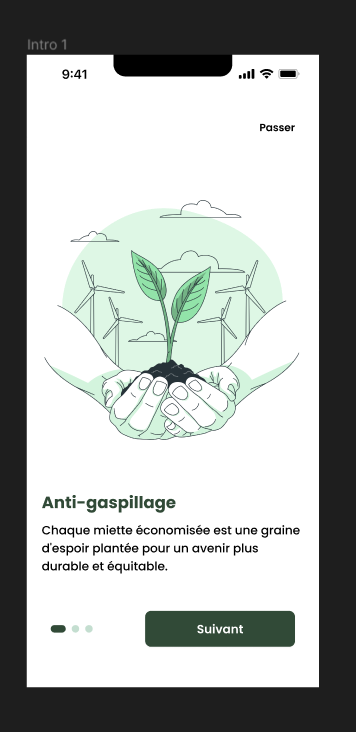 Intro 1
9:41
Passer
Anti-gaspillage
Chaque miette économisée est une graine
d'espoir plantée pour un avenir plus
durable et équitable.
Suivant